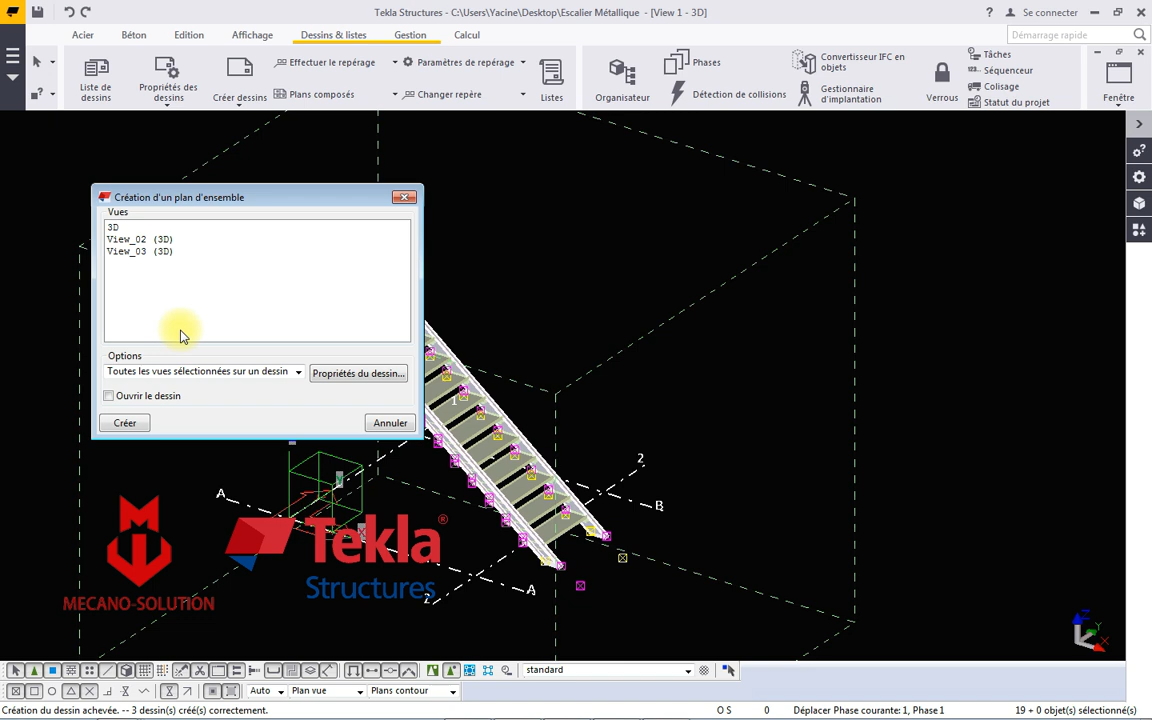 Tekla Structures - C:\Users\Yacine\Desktop\Escalier Métallique - [View 1 - 3D]
? Se connecter
Acier Béton Edition Affichage Dessins & listes Gestion Calcul
Démarrage rapide
Liste de dessins
Propriétés des dessins
Créer dessins
Effectuer le repérage
Plans composés
Paramètres de repérage
Changer repère
Listes
Organisateur
Phases
Détection de collisions
Convertisseur IFC en objets
Gestionnaire d'implantation
Verrous
Tâches
Séquenceur
Colisage
Statut du projet
Fenêtre
Création d'un plan d'ensemble
Vues
3D
View_02 (3D)
View_03 (3D)
Options
Toutes les vues sélectionnées sur un dessin
Propriétés du dessin...
Ouvrir le dessin
Créer
Annuler
1
2
B
A
A
2
Z
Y
X
MECANO-SOLUTION
Tekla®
Structures
standard
Auto
Plan vue
Plans contour
Création du dessin achevée. -- 3 dessin(s) créé(s) correctement.
O S
0
Déplacer Phase courante: 1, Phase 1
19 + 0 objet(s) sélectionné(s)